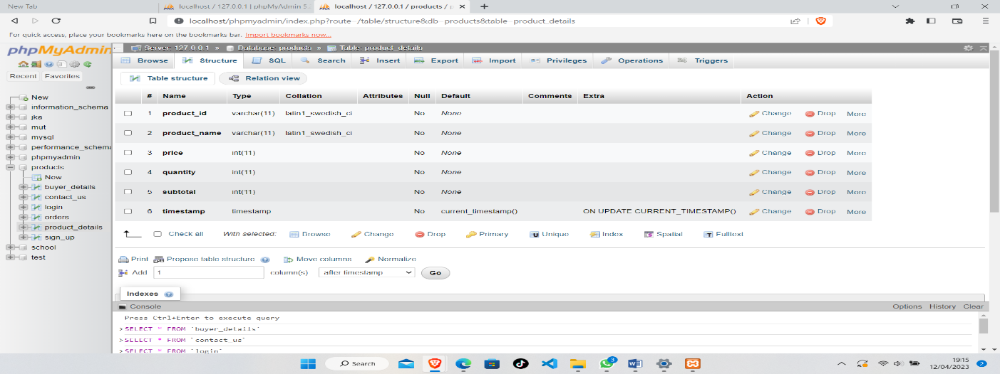 New Tab
localhost / 127.0.0.1 | phpMyAdmin 5.
localhost / 127.0.0.1 / products / p
localhost/phpmyadmin/index.php?route=/table/structure&db=products&table=product_details
For quick access, place your bookmarks here on the bookmarks bar. Import bookmarks now...
phpMyAdmin
Recent Favorites
New
information_schema
jka
mut
mysql
performance_schema
phpmyadmin
products
New
buyer_details
contact_us
login
orders
product_details
sign_up
school
test
Server: 127.0.0.1 » Database: products » Table: product_details
Browse Structure SQL Search Insert Export Import Privileges Operations Triggers
Table structure Relation view
# Name Type Collation Attributes Null Default Comments Extra Action
1 product_id varchar(11) latin1_swedish_ci No None Change Drop More
2 product_name varchar(11) latin1_swedish_ci No None Change Drop More
3 price int(11) No None Change Drop More
4 quantity int(11) No None Change Drop More
5 subtotal int(11) No None Change Drop More
6 timestamp timestamp No current_timestamp() ON UPDATE CURRENT_TIMESTAMP() Change Drop More
Check all With selected: Browse Change Drop Primary Unique Index Spatial Fulltext
Print Propose table structure Move columns Normalize
Add 1 column(s) after timestamp Go
Indexes
Console Options History Clear
Press Ctrl+Enter to execute query
>SELECT * FROM `buyer_details`
>SELECT * FROM `contact_us`
>SELECT * FROM `login`
Search
3
19:15
12/04/2023
2